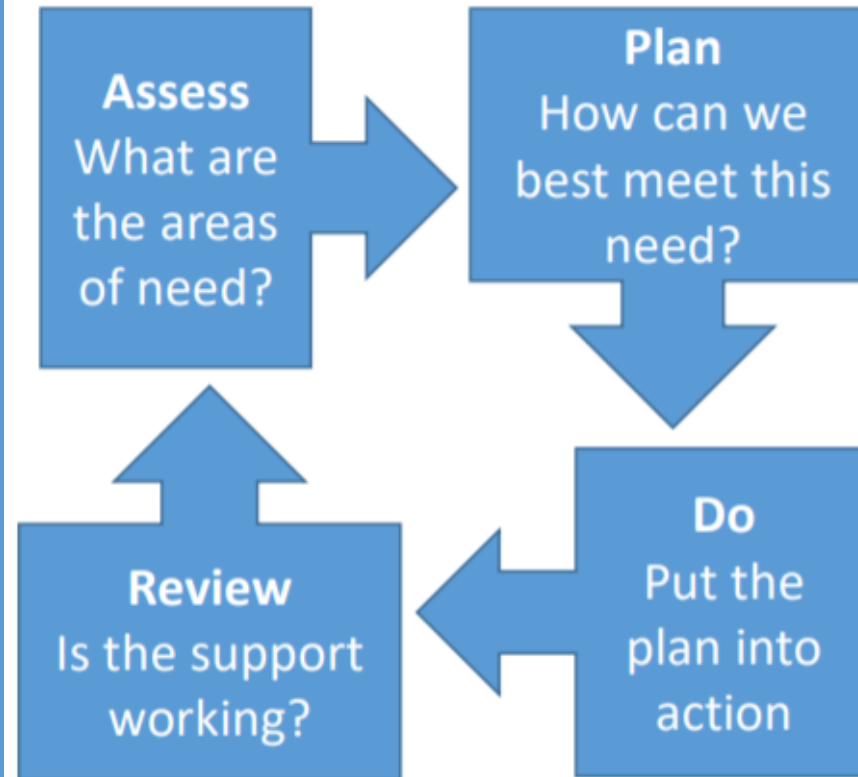 Assess
What are
the areas
of need?
Plan
How can we
best meet this
need?
Do
Put the
plan into
action
Review
Is the support
working?